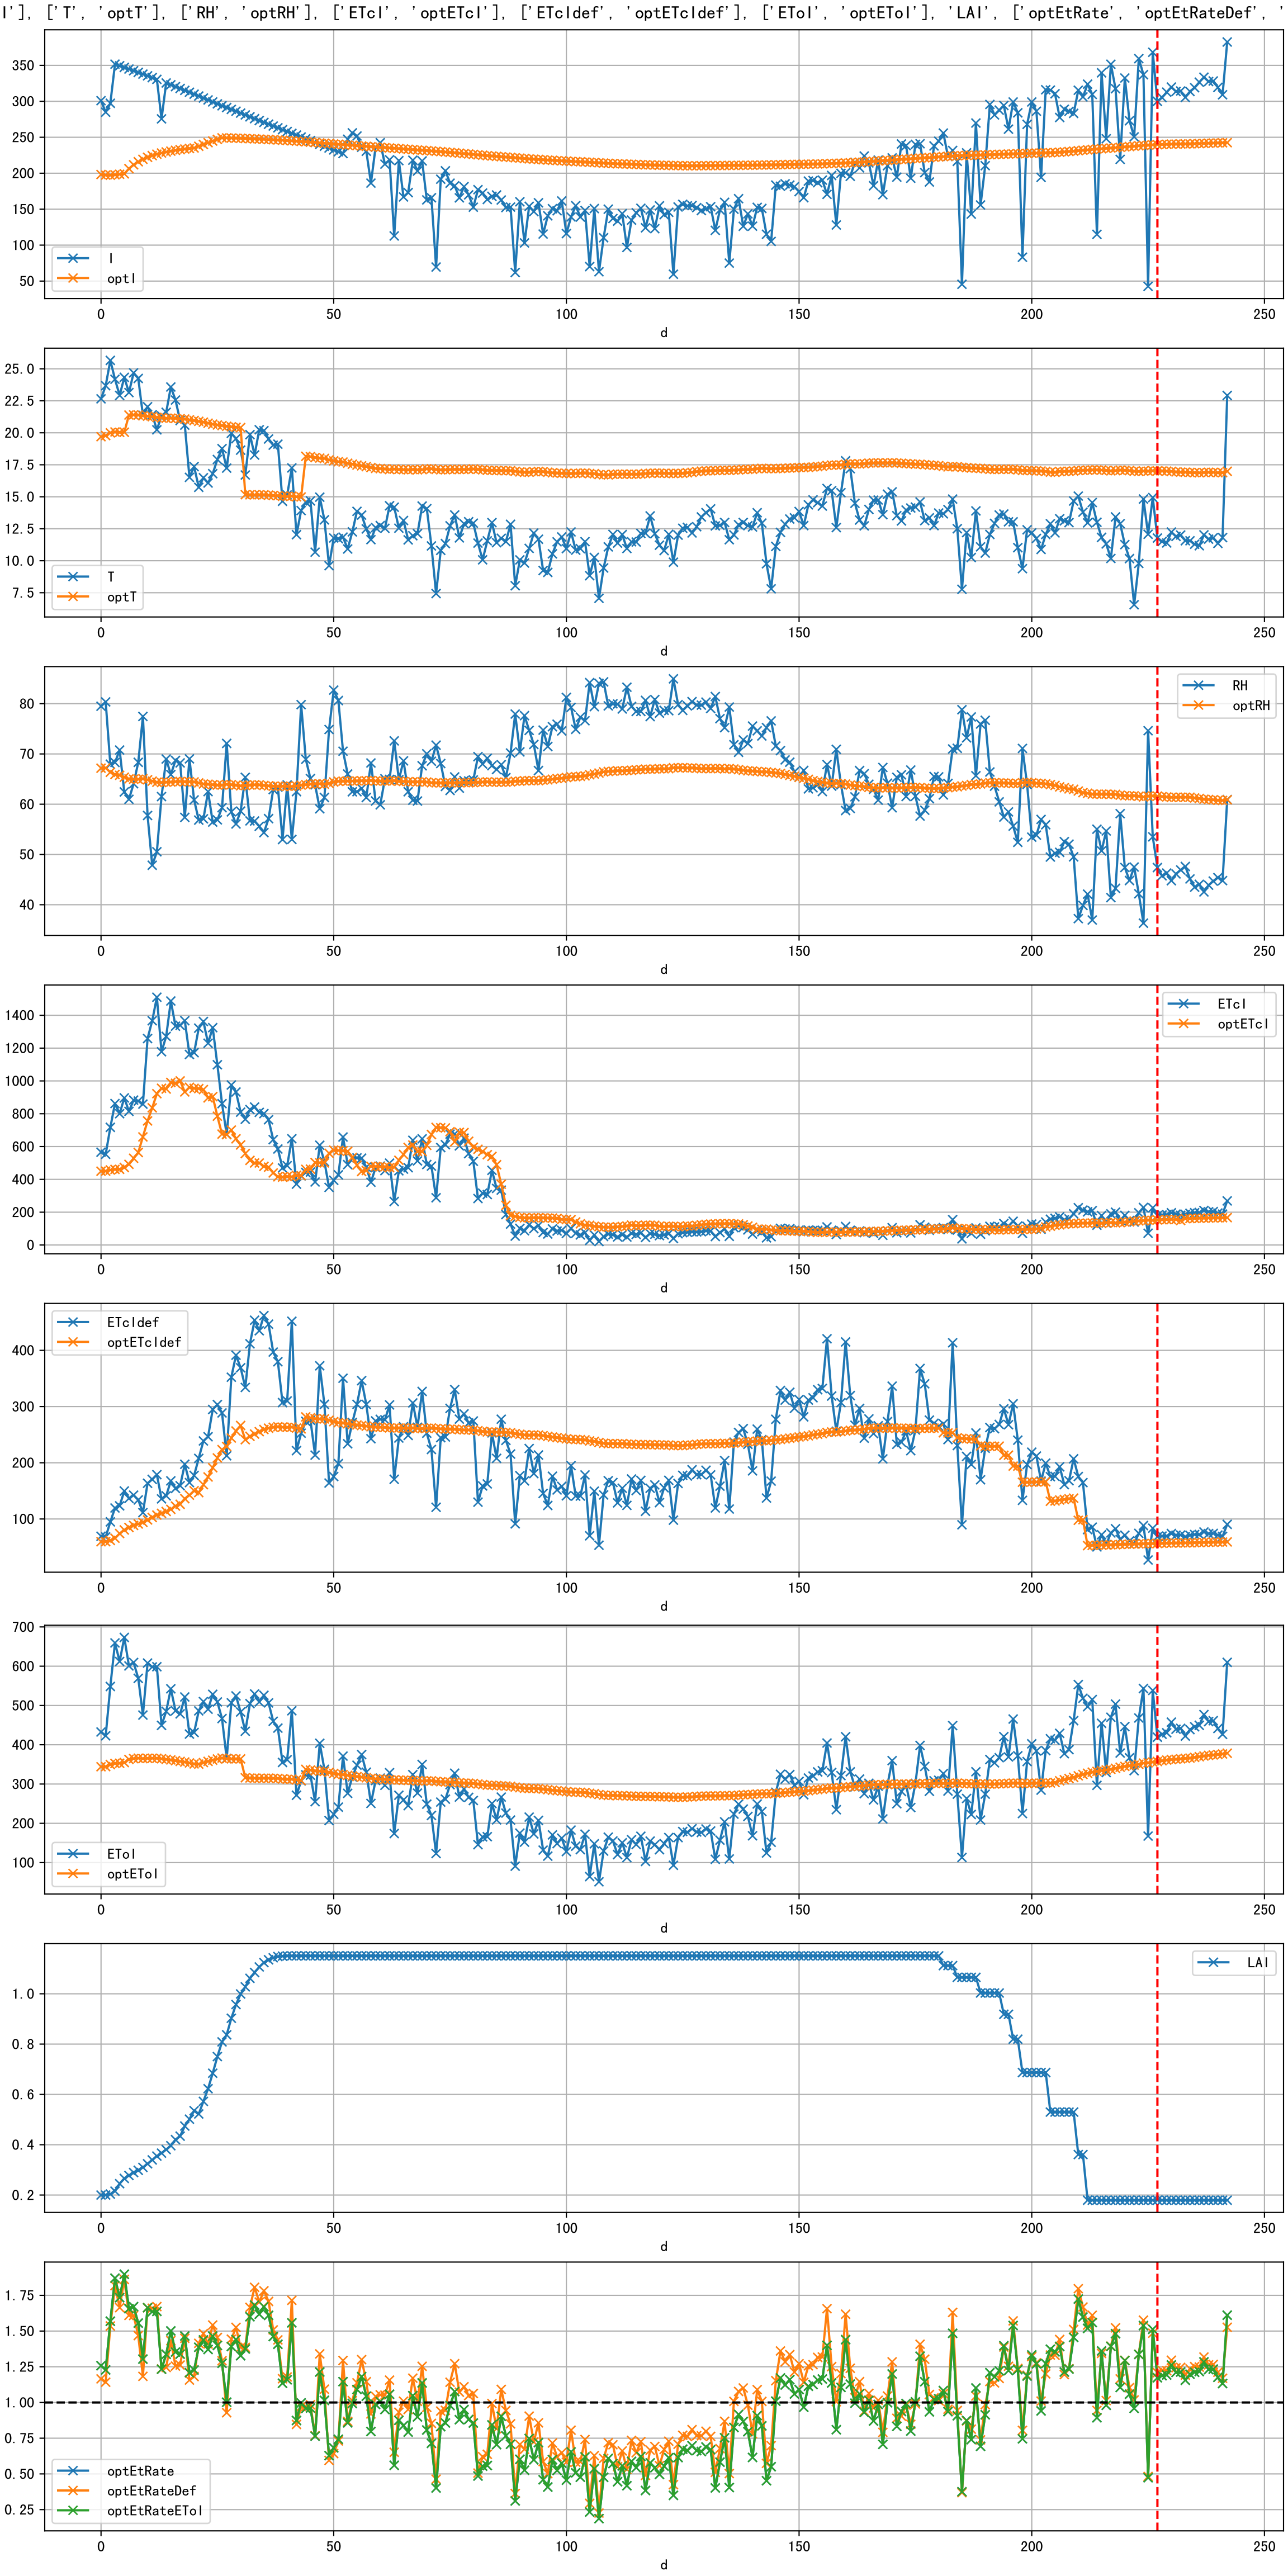 I'], ['T', 'optT'], ['RH', 'optRH'], ['ETcI', 'optETcI'], ['ETcIdef', 'optETcIdef'], ['EToI', 'optEToI'], 'LAI', ['optEtRate', 'optEtRateDef', '
350
300
250
200
150
100
50
I
optI
0 50 100 150 200 250
d
25.0
22.5
20.0
17.5
15.0
12.5
10.0
7.5
T
optT
0 50 100 150 200 250
d
80
70
60
50
40
RH
optRH
0 50 100 150 200 250
d
1400
1200
1000
800
600
400
200
0
ETcI
optETcI
0 50 100 150 200 250
d
400
300
200
100
ETcIdef
optETcIdef
0 50 100 150 200 250
d
700
600
500
400
300
200
100
EToI
optEToI
0 50 100 150 200 250
d
1.0
0.8
0.6
0.4
0.2
LAI
0 50 100 150 200 250
d
1.75
1.50
1.25
1.00
0.75
0.50
0.25
optEtRate
optEtRateDef
optEtRateEToI
0 50 100 150 200 250
d